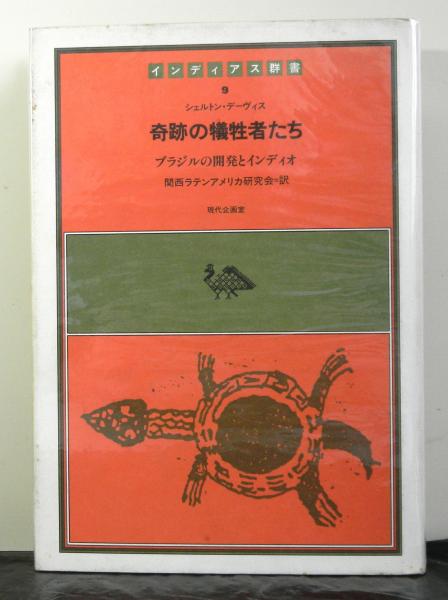 インディアス群書
9
シェルトン・デーヴィス
奇跡の犠牲者たち
ブラジルの開発とインディオ
関西ラテンアメリカ研究会=訳
現代企画室